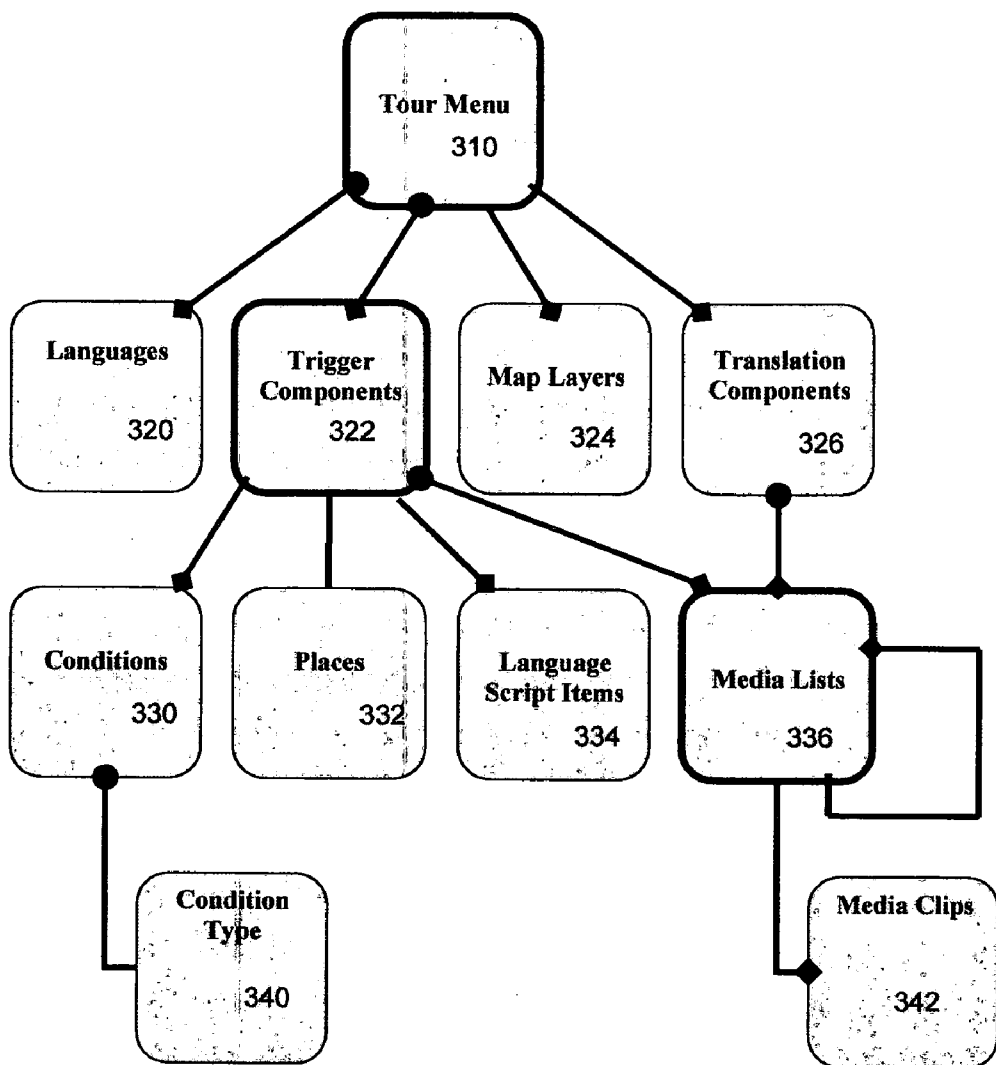 Tour Menu
310
Languages
320
Trigger
Components
322
Map Layers
324
Translation
Components
326
Conditions
330
Places
332
Language
Script Items
334
Media Lists
336
Condition
Type
340
Media Clips
342